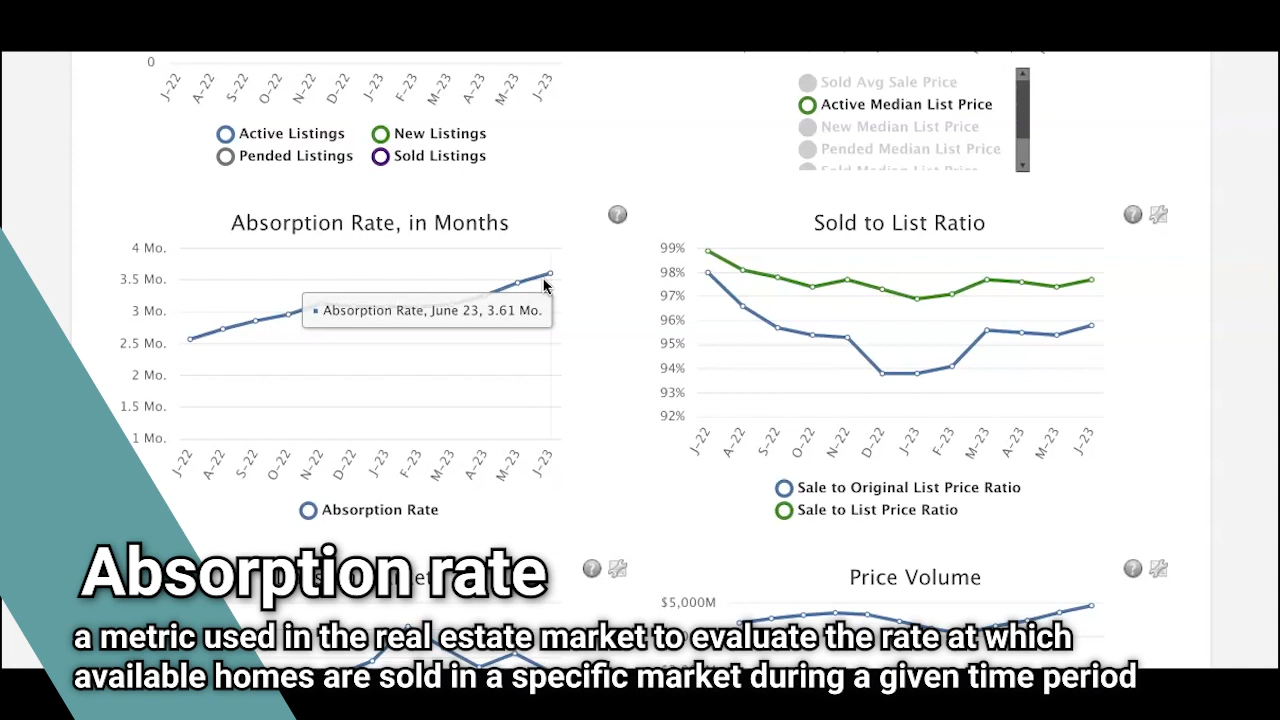 0
J-22 A-22 S-22 O-22 N-22 D-22 J-23 F-23 M-23 A-23 M-23 J-23
Active Listings New Listings
Pended Listings Sold Listings
Sold Avg Sale Price
Active Median List Price
New Median List Price
Pended Median List Price
Sold Median List Price
Absorption Rate, in Months
4 Mo.
3.5 Mo.
3 Mo.
2.5 Mo.
2 Mo.
1.5 Mo.
1 Mo.
Absorption Rate, June 23, 3.61 Mo.
J-22 A-22 S-22 O-22 N-22 D-22 J-23 F-23 M-23 A-23 M-23 J-23
Absorption Rate
Sold to List Ratio
99%
98%
97%
96%
95%
94%
93%
92%
J-22 A-22 S-22 O-22 N-22 D-22 J-23 F-23 M-23 A-23 M-23 J-23
Sale to Original List Price Ratio
Sale to List Price Ratio
Price Volume
$5,000M
Absorption rate
a metric used in the real estate market to evaluate the rate at which
available homes are sold in a specific market during a given time period